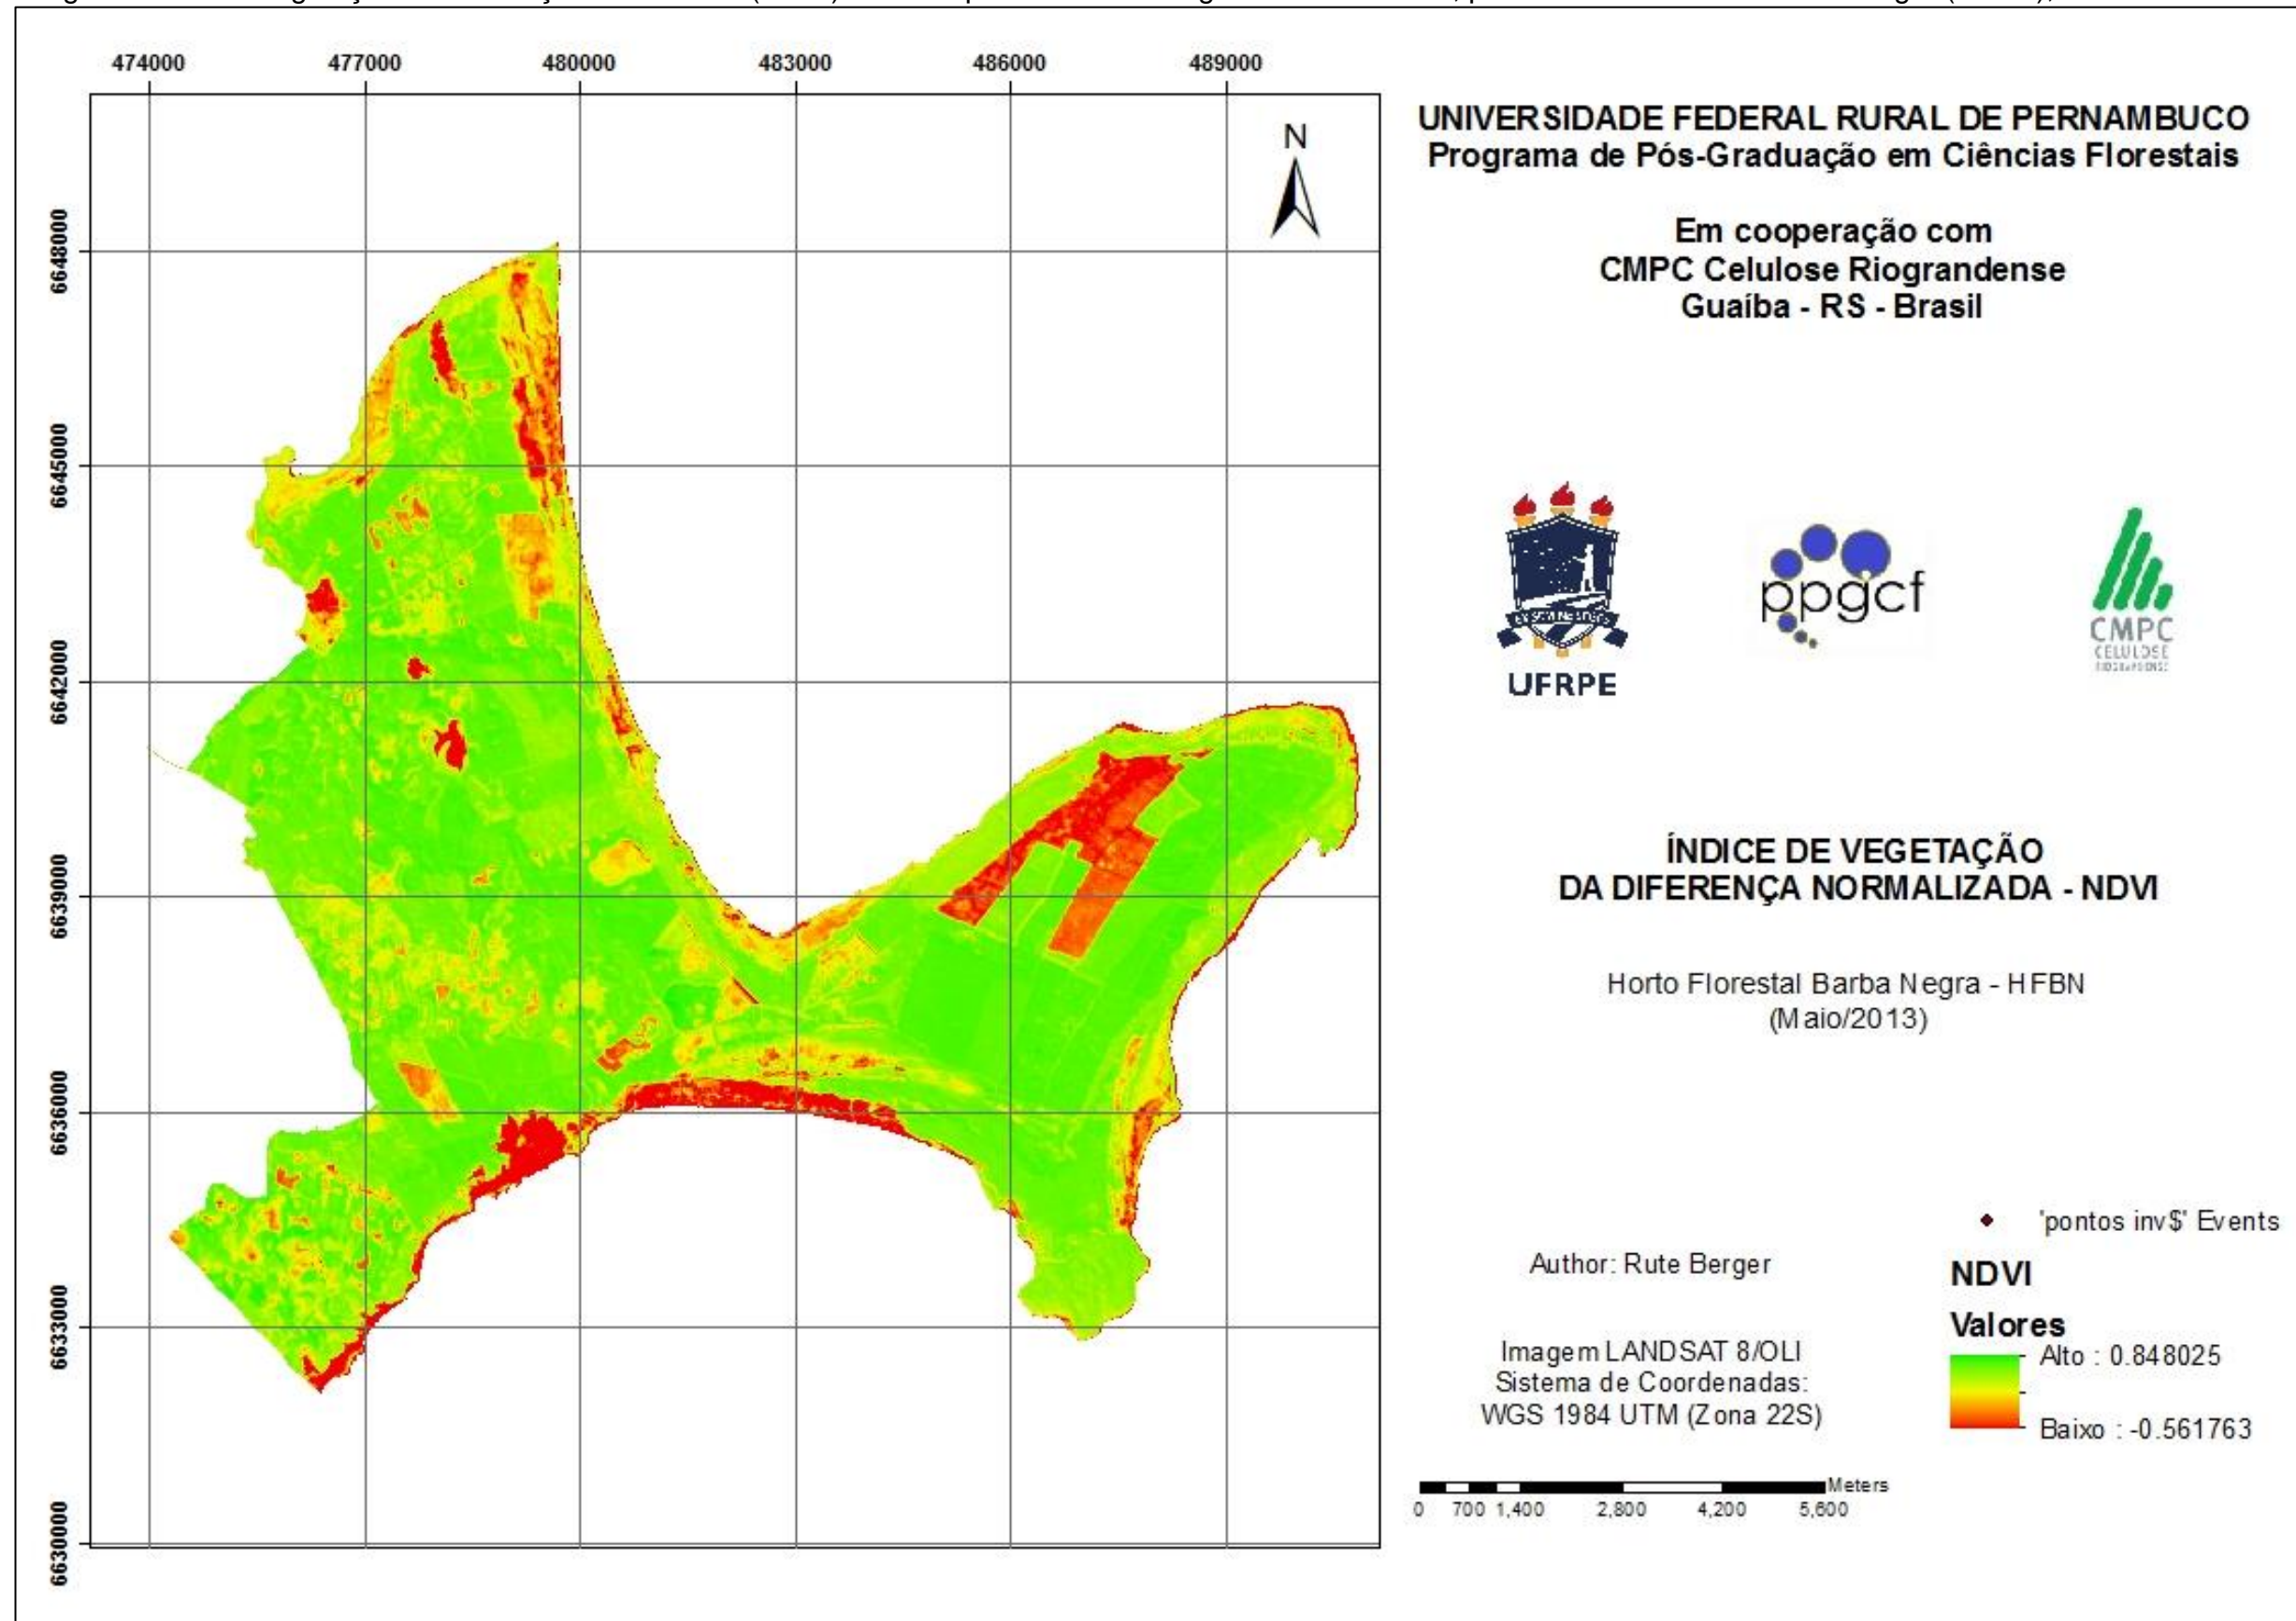 474000 477000 480000 483000 486000 489000
6648000
6645000
6642000
6639000
6636000
6633000
6630000
N
UNIVERSIDADE FEDERAL RURAL DE PERNAMBUCO
Programa de Pós-Graduação em Ciências Florestais
Em cooperação com
CMPC Celulose Riograndense
Guaíba - RS - Brasil
UFRPE
ppgcf
CMPC
CELULOSE
RIOGRANDENSE
ÍNDICE DE VEGETAÇÃO
DA DIFERENÇA NORMALIZADA - NDVI
Horto Florestal Barba Negra - HFBN
(Maio/2013)
'pontos inv$' Events
Author: Rute Berger
NDVI
Valores
Alto : 0.848025
Baixo : -0.561763
Imagem LANDSAT 8/OLI
Sistema de Coordenadas:
WGS 1984 UTM (Zona 22S)
Meters
0 700 1,400 2,800 4,200 5,600